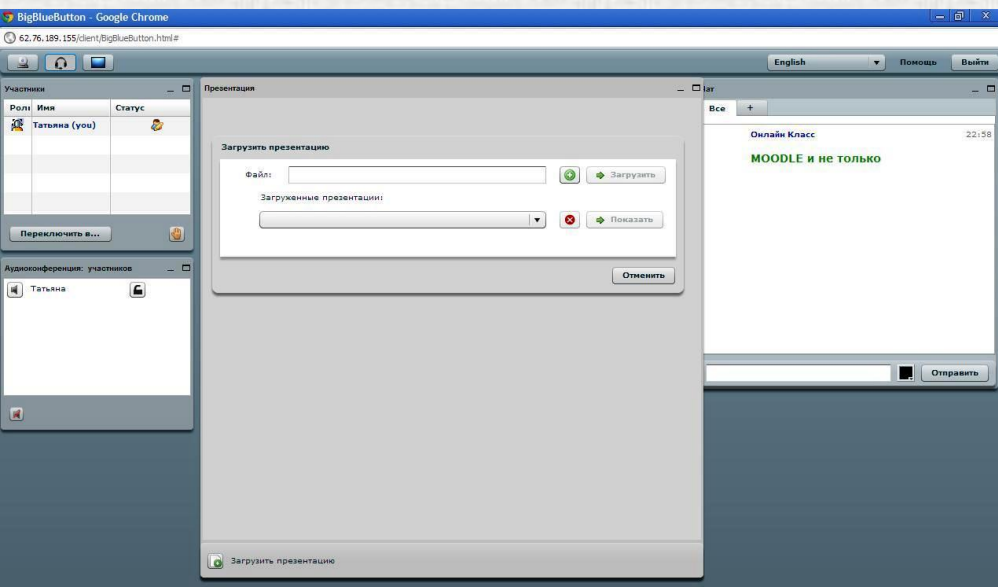 BigBlueButton - Google Chrome
62.76.189.155/client/BigBlueButton.html#
English
Помощь
Выйти
Участники
Роль Имя Статус
Татьяна (you)
Переключить в...
Аудиоконференция: участников
Татьяна
Презентация
Загрузить презентацию
Файл:
Загрузить
Загруженные презентации:
Показать
Отменить
Загрузить презентацию
Чат
Все +
Онлайн Класс 22:58
MOODLE и не только
Отправить